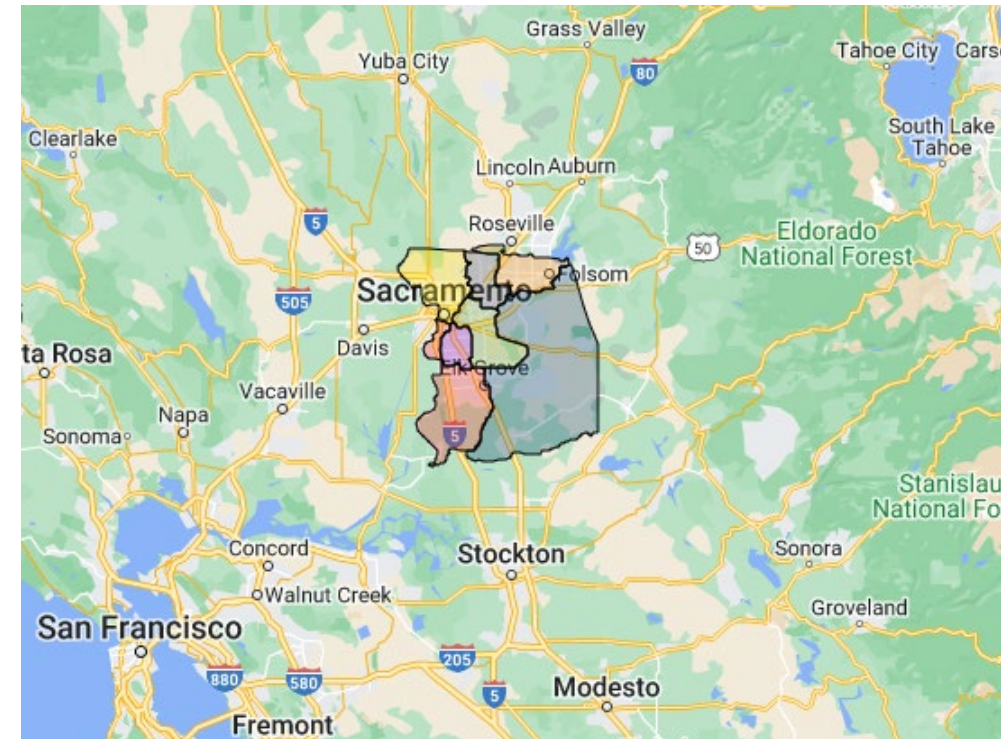 Grass Valley
Tahoe City
Cars
Yuba City
80
Clearlake
South Lake
Tahoe
Lincoln
Auburn
5
Roseville
50
Eldorado
National Forest
Folsom
Sacramento
505
Davis
ta Rosa
Elk Grove
Vacaville
Napa
Sonoma
5
Stanislau
National Fo
Concord
Stockton
Sonora
Walnut Creek
Groveland
San Francisco
205
880
580
5
Modesto
Fremont